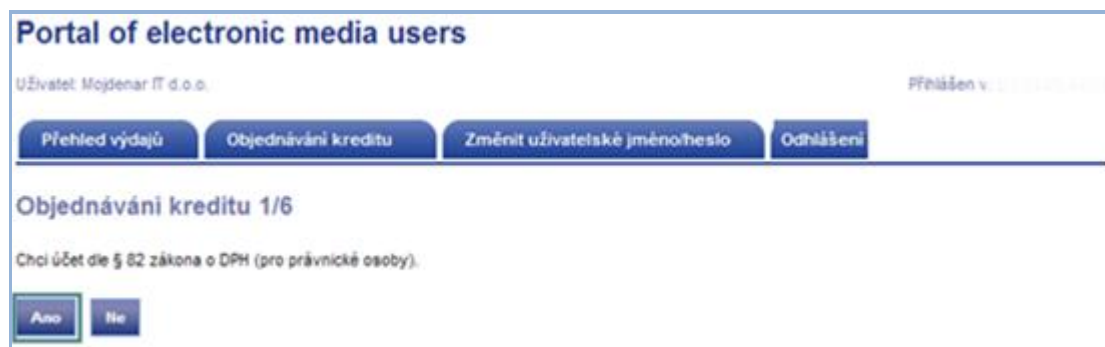 Portal of electronic media users
Uživatel: Mojdenar IT d.o.o.
Přihlášen v:
Přehled výdajů Objednávání kreditu Změnit uživatelské jméno/heslo Odhlášení
Objednávání kreditu 1/6
Chci účet dle § 82 zákona o DPH (pro právnické osoby).
Ano Ne